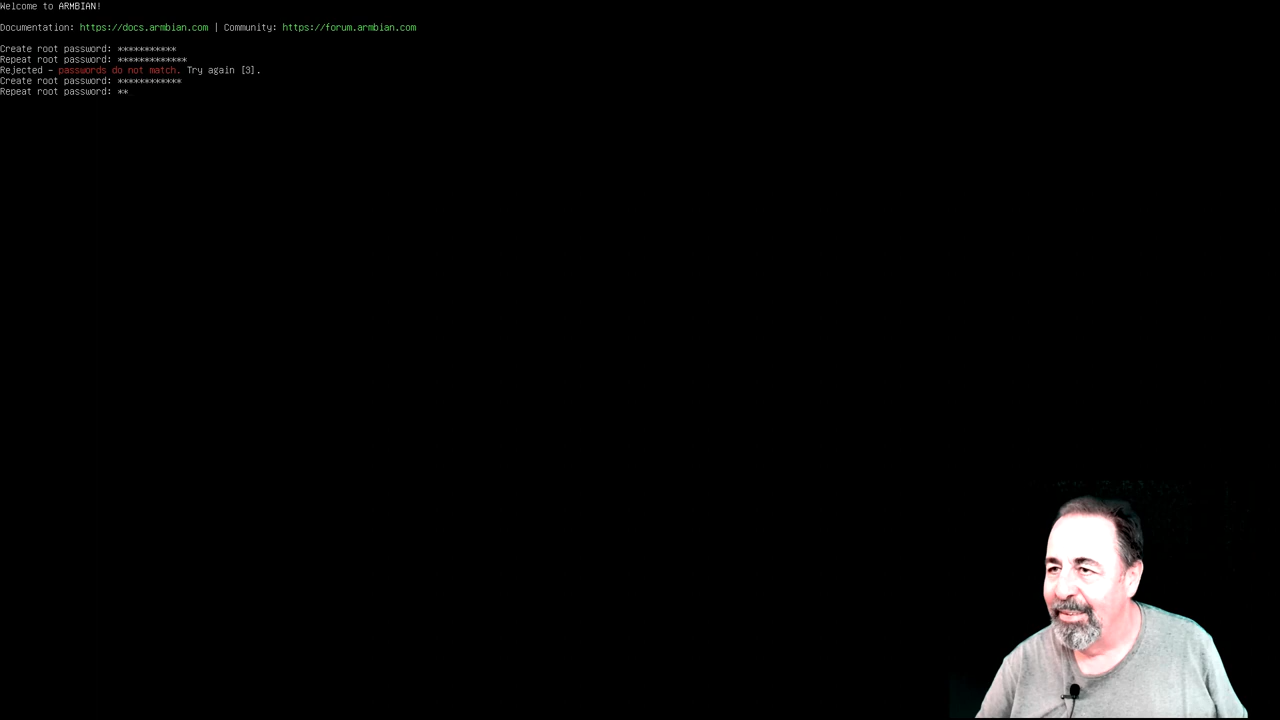 Welcome to ARMBIAN!
Documentation: https://docs.armbian.com | Community: https://forum.armbian.com
Create root password: ***********
Repeat root password: *************
Rejected - passwords do not match. Try again [3].
Create root password: ************
Repeat root password: **